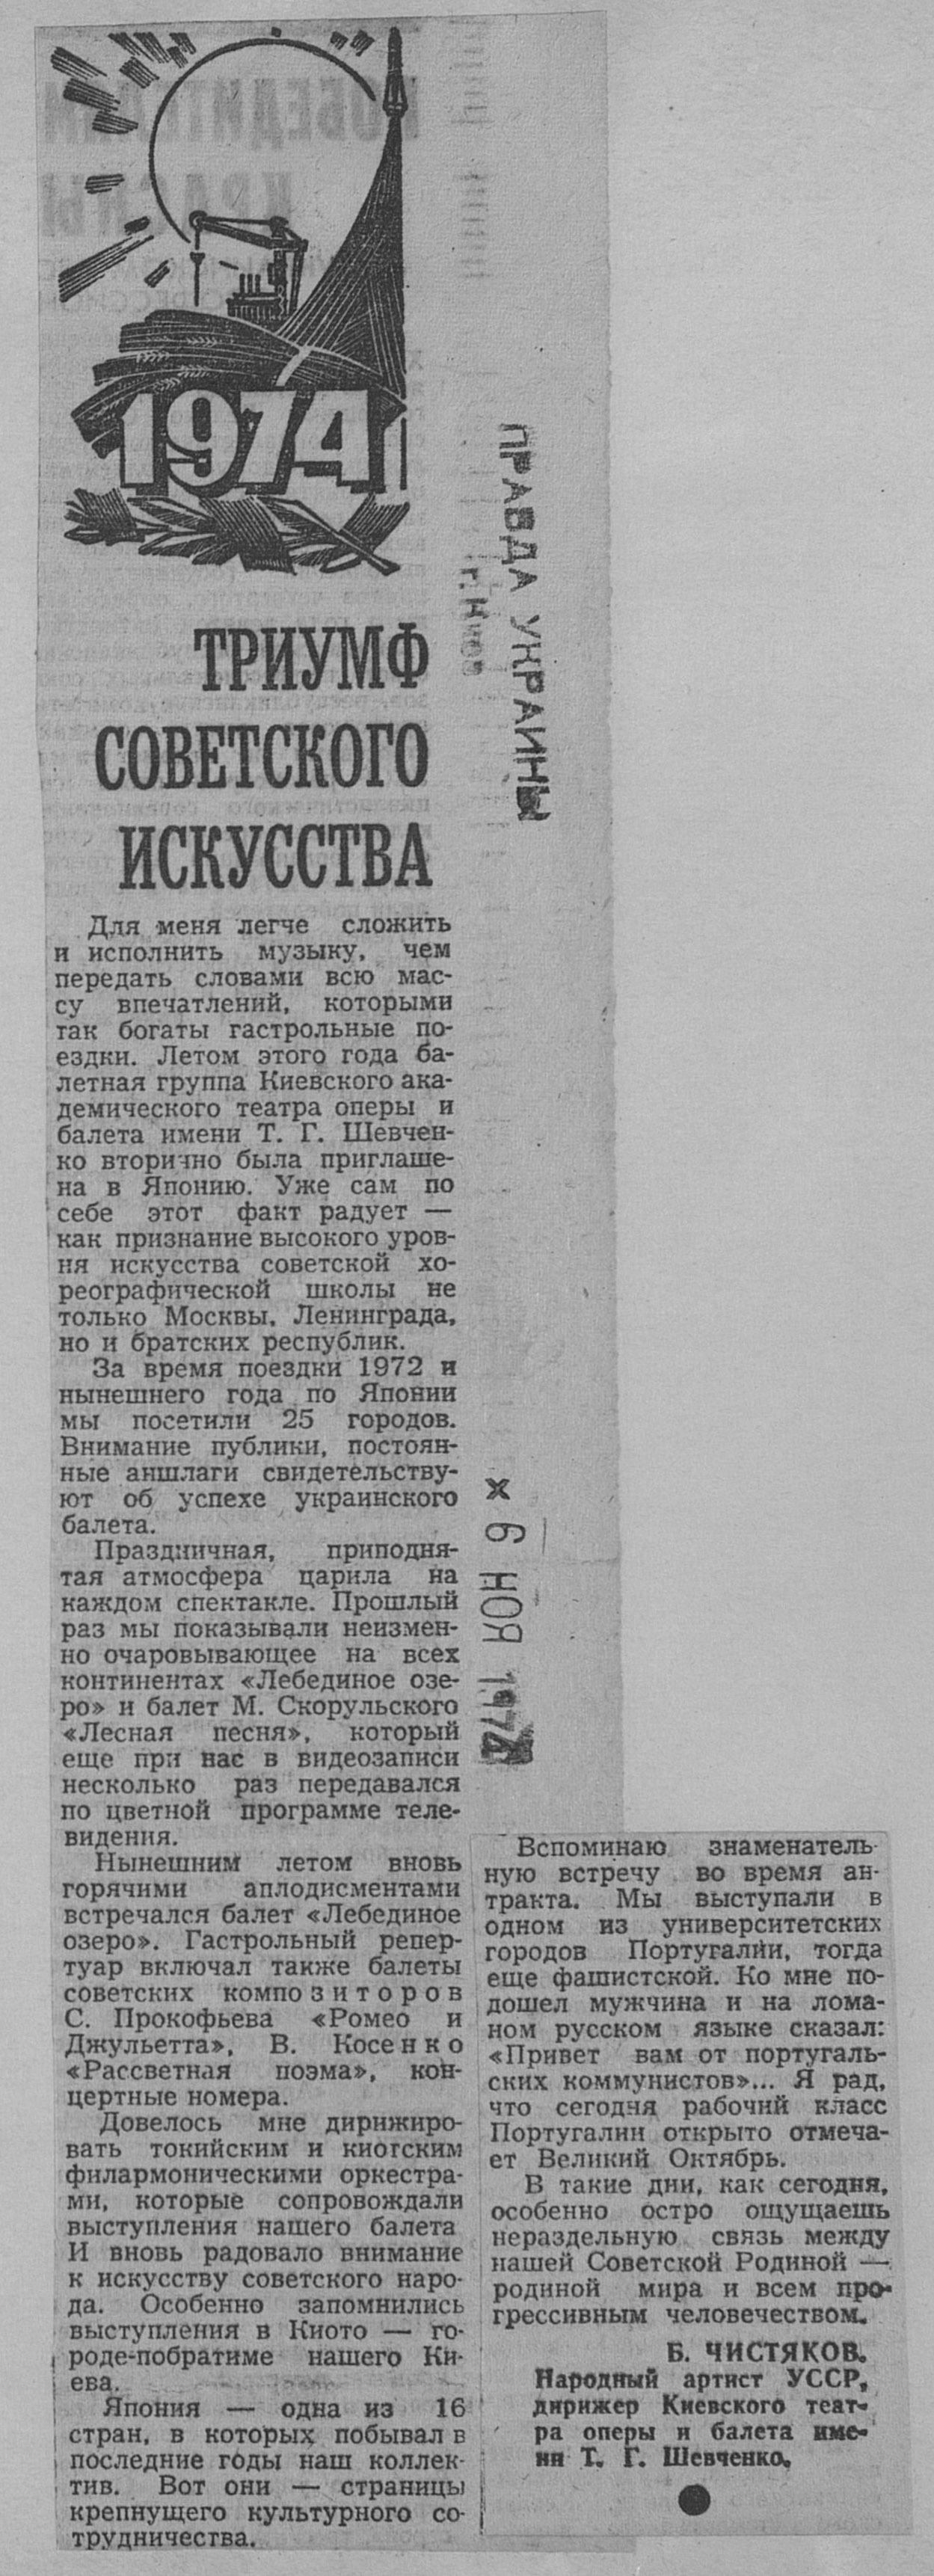 1974
ТРИУМФ
СОВЕТСКОГО
ИСКУССТВА
Для меня легче сложить
и исполнить музыку, чем
передать словами всю мас-
су впечатлений, которыми
так богаты гастрольные по-
ездки. Летом этого года ба-
летная группа Киевского ака-
демического театра оперы и
балета имени Т. Г. Шевчен-
ко вторично была приглаше-
на в Японию. Уже сам по
себе этот факт радует —
как признание высокого уров-
ня искусства советской хо-
реографической школы не
только Москвы, Ленинграда,
но и братских республик.
За время поездки 1972 и
нынешнего года по Японии
мы посетили 25 городов.
Внимание публики, постоян-
ные аншлаги свидетельству-
ют об успехе украинского
балета.
Праздничная, приподня-
тая атмосфера царила на
каждом спектакле. Прошлый
раз мы показывали неизмен-
но очаровывающее на всех
континентах «Лебединое озе-
ро» и балет М. Скорульского
«Лесная песня», который
еще при нас в видеозаписи
несколько раз передавался
по цветной программе теле-
видения.
Нынешним летом вновь
горячими аплодисментами
встречался балет «Лебединое
озеро». Гастрольный репер-
туар включал также балеты
советских композиторов
С. Прокофьева «Ромео и
Джульетта», В. Косенко
«Рассветная поэма», кон-
цертные номера.
Довелось мне дирижиро-
вать токийским и киотским
филармоническими оркестра-
ми, которые сопровождали
выступления нашего балета
И вновь радовало внимание
к искусству советского наро-
да. Особенно запомнились
выступления в Киото — го-
роде-побратиме нашего Ки-
ева.
Япония — одна из 16
стран, в которых побывал в
последние годы наш коллек-
тив. Вот они — страницы
крепнущего культурного со-
трудничества.
Вспоминаю знаменатель-
ную встречу во время ан-
тракта. Мы выступали в
одном из университетских
городов Португалии, тогда
еще фашистской. Ко мне по-
дошел мужчина и на лома-
ном русском языке сказал:
«Привет вам от португаль-
ских коммунистов»... Я рад,
что сегодня рабочий класс
Португалии открыто отмеча-
ет Великий Октябрь.
В такие дни, как сегодня,
особенно остро ощущаешь
нераздельную связь между
нашей Советской Родиной —
родиной мира и всем про-
грессивным человечеством.
Б. ЧИСТЯКОВ.
Народный артист УССР,
дирижер Киевского теат-
ра оперы и балета име-
ни Т. Г. Шевченко.
ПРАВДА УКРАИНЫ
г. Киев
× 6 НОЯ 1974